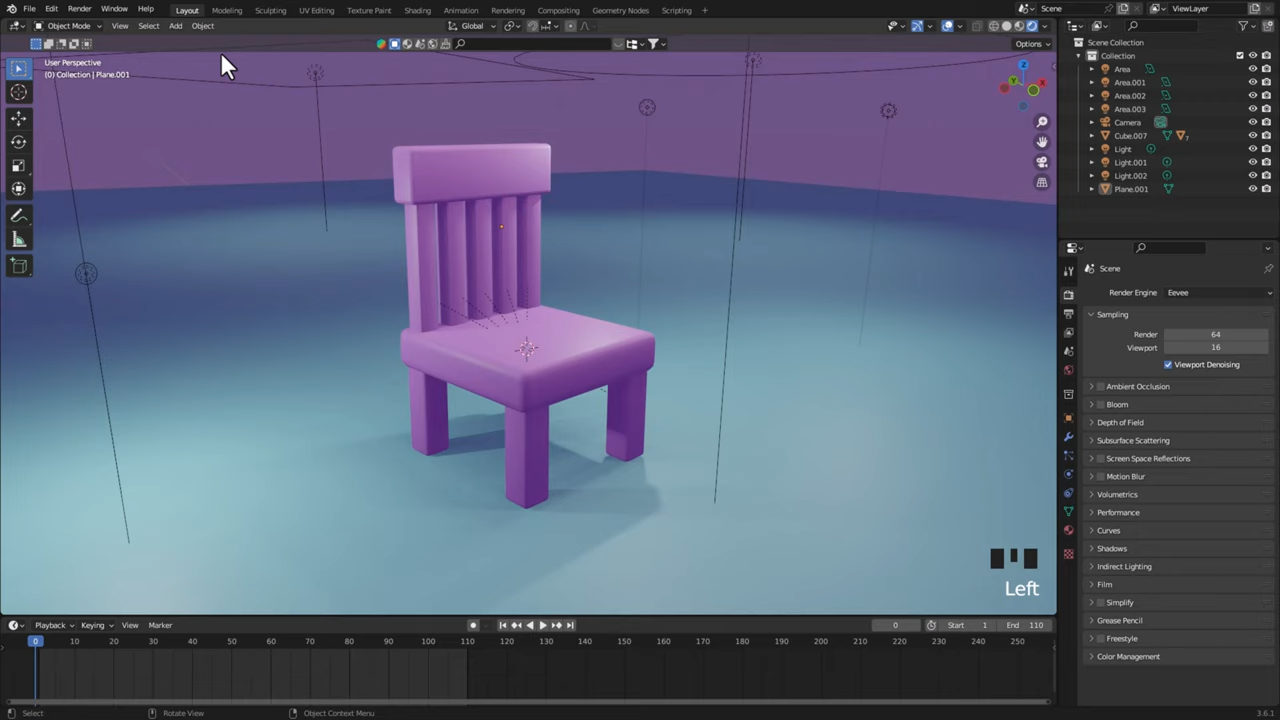 File Edit Render Window Help Layout Modeling Sculpting UV Editing Texture Paint Shading Animation Rendering Compositing Geometry Nodes Scripting + Scene ViewLayer
Object Mode View Select Add Object Global
Options
User Perspective
(0) Collection | Plane.001
Scene Collection
Collection
Area
Area.001
Area.002
Area.003
Camera
Cube.007
Light
Light.001
Light.002
Plane.001
Scene
Render Engine Eevee
Sampling
Render 64
Viewport 16
Viewport Denoising
Ambient Occlusion
Bloom
Depth of Field
Subsurface Scattering
Screen Space Reflections
Motion Blur
Volumetrics
Performance
Curves
Shadows
Indirect Lighting
Film
Simplify
Grease Pencil
Freestyle
Color Management
Z
Y
X
Left
Playback Keying View Marker 0 Start 1 End 110
0 10 20 30 40 50 60 70 80 90 100 110 120 130 140 150 160 170 180 190 200 210 220 230 240 250
Select Rotate View Object Context Menu 3.6.1